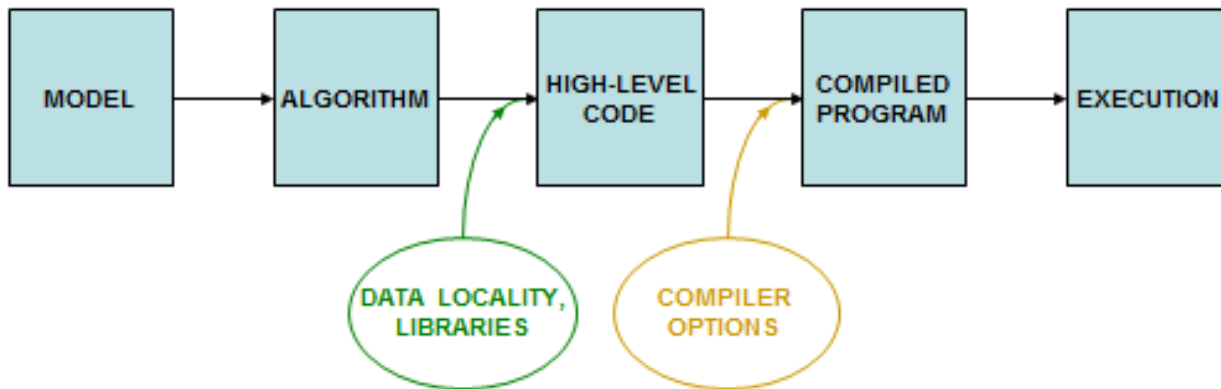 MODEL
ALGORITHM
HIGH-LEVEL
CODE
COMPILED
PROGRAM
EXECUTION
DATA LOCALITY,
LIBRARIES
COMPILER
OPTIONS